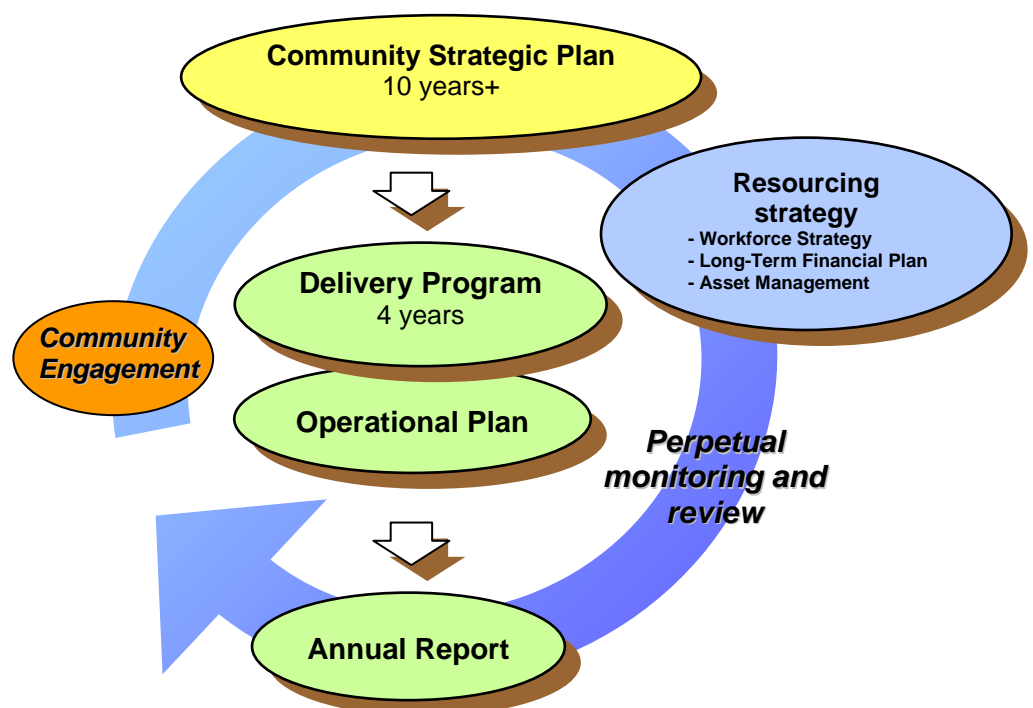 Community Strategic Plan
10 years+
Resourcing
strategy
- Workforce Strategy
- Long-Term Financial Plan
- Asset Management
Delivery Program
4 years
Community
Engagement
Operational Plan
Perpetual
monitoring and
review
Annual Report